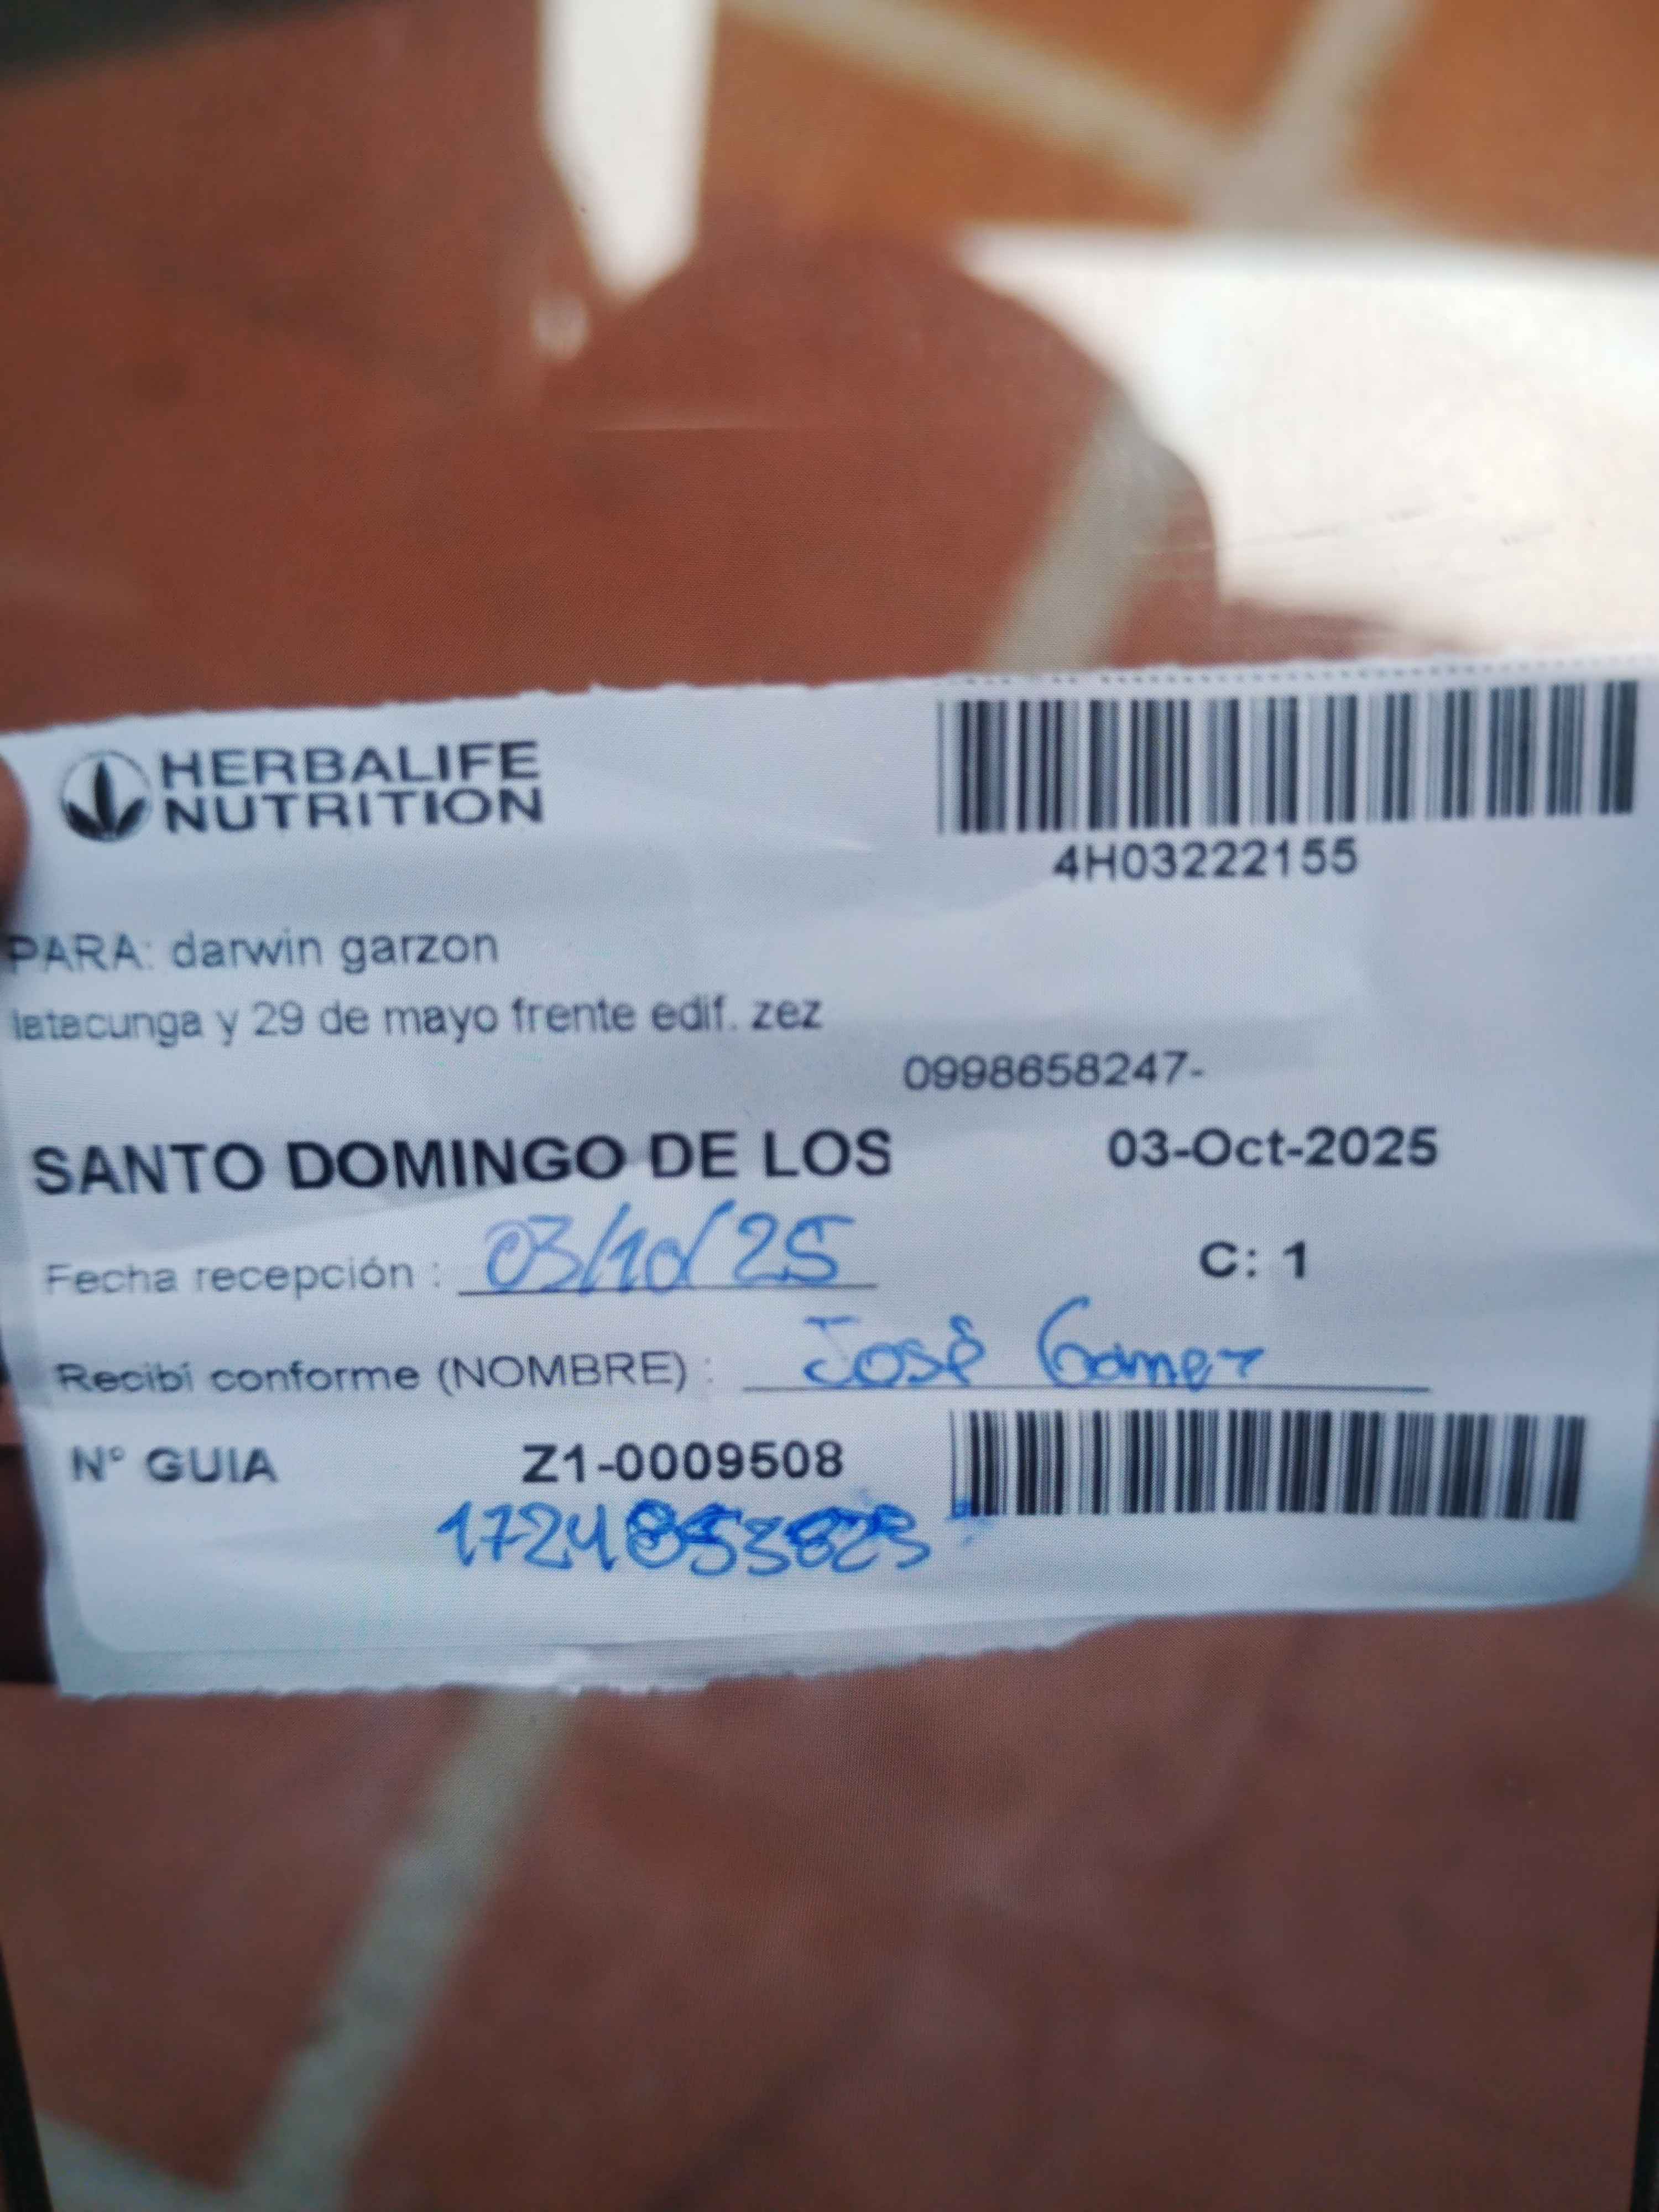 HERBALIFE
NUTRITION
4H03222155
PARA: darwin garzon
latacunga y 29 de mayo frente edif. zez
0998658247-
SANTO DOMINGO DE LOS 03-Oct-2025
Fecha recepción : 03/10/25 C: 1
Recibí conforme (NOMBRE) : José
N° GUIA Z1-0009508